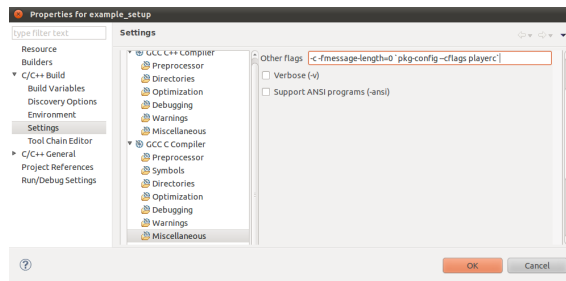 Properties for example_setup
type filter text
Settings
Resource
Builders
C/C++ Build
Build Variables
Discovery Options
Environment
Settings
Tool Chain Editor
C/C++ General
Project References
Run/Debug Settings
GCC C++ Compiler
Preprocessor
Directories
Optimization
Debugging
Warnings
Miscellaneous
GCC C Compiler
Preprocessor
Symbols
Directories
Optimization
Debugging
Warnings
Miscellaneous
Other flags -c -fmessage-length=0 `pkg-config --cflags playerc`
Verbose (-v)
Support ANSI programs (-ansi)
?
OK
Cancel